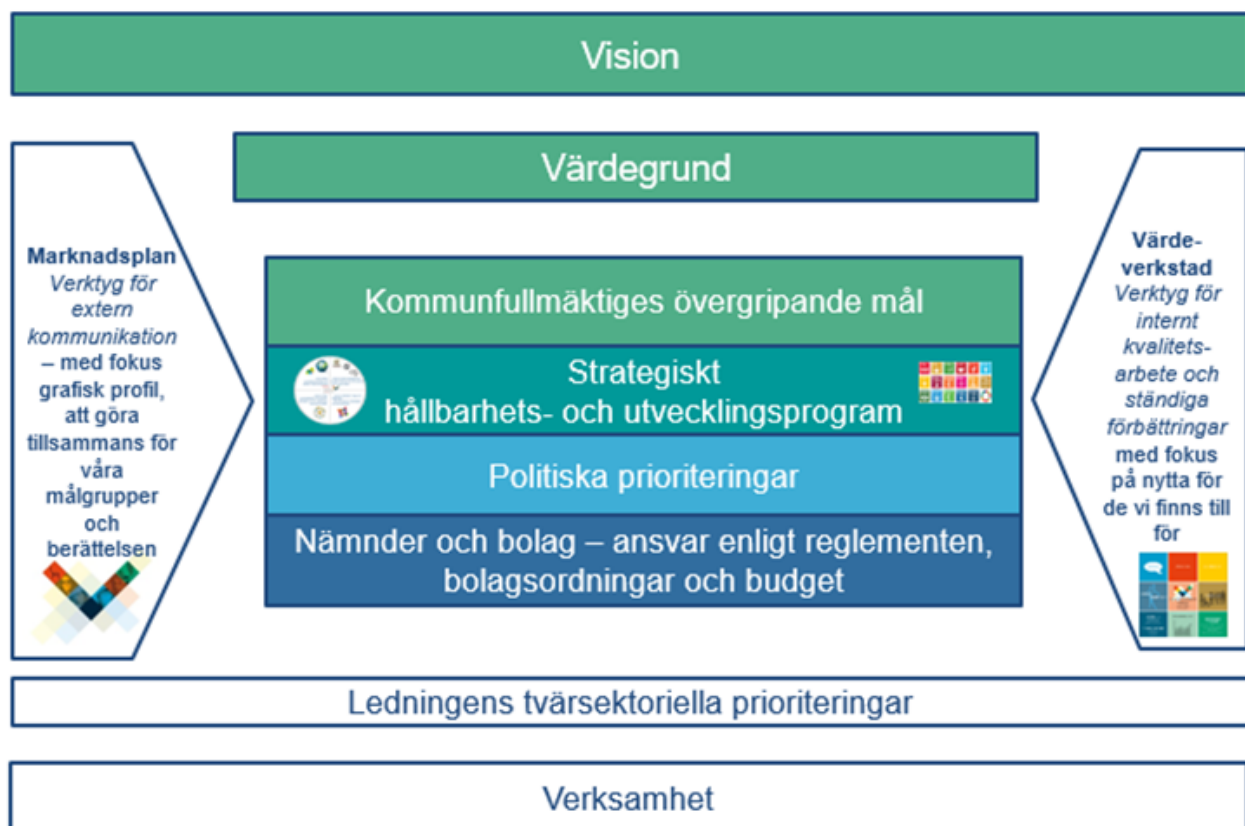 Vision
Värdegrund
Marknadsplan
Verktyg för
extern
kommunikation
– med fokus
grafisk profil,
att göra
tillsammans för
våra
målgrupper
och
berättelsen
Kommunfullmäktiges övergripande mål
Strategiskt
hållbarhets- och utvecklingsprogram
Politiska prioriteringar
Nämnder och bolag – ansvar enligt reglementen,
bolagsordningar och budget
Värde-
verkstad
Verktyg för
internt
kvalitets-
arbete och
ständiga
förbättringar
med fokus
på nytta för
de vi finns till
för
Ledningens tvärsektoriella prioriteringar
Verksamhet